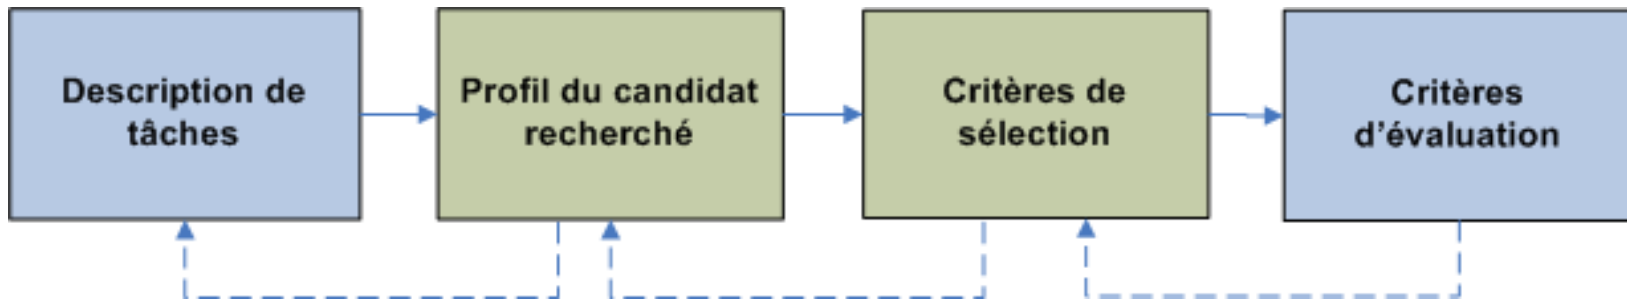 Description de
tâches
Profil du candidat
recherché
Critères de
sélection
Critères
d’évaluation